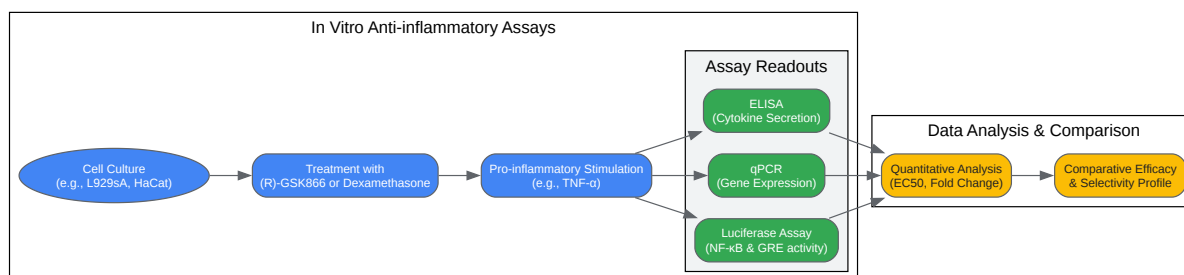 In Vitro Anti-inflammatory Assays
Assay Readouts
Data Analysis & Comparison
Cell Culture
(e.g., L929sA, HaCat)
Treatment with
(R)-GSK866 or Dexamethasone
Pro-inflammatory Stimulation
(e.g., TNF-α)
ELISA
(Cytokine Secretion)
qPCR
(Gene Expression)
Luciferase Assay
(NF-κB & GRE activity)
Quantitative Analysis
(EC50, Fold Change)
Comparative Efficacy
& Selectivity Profile